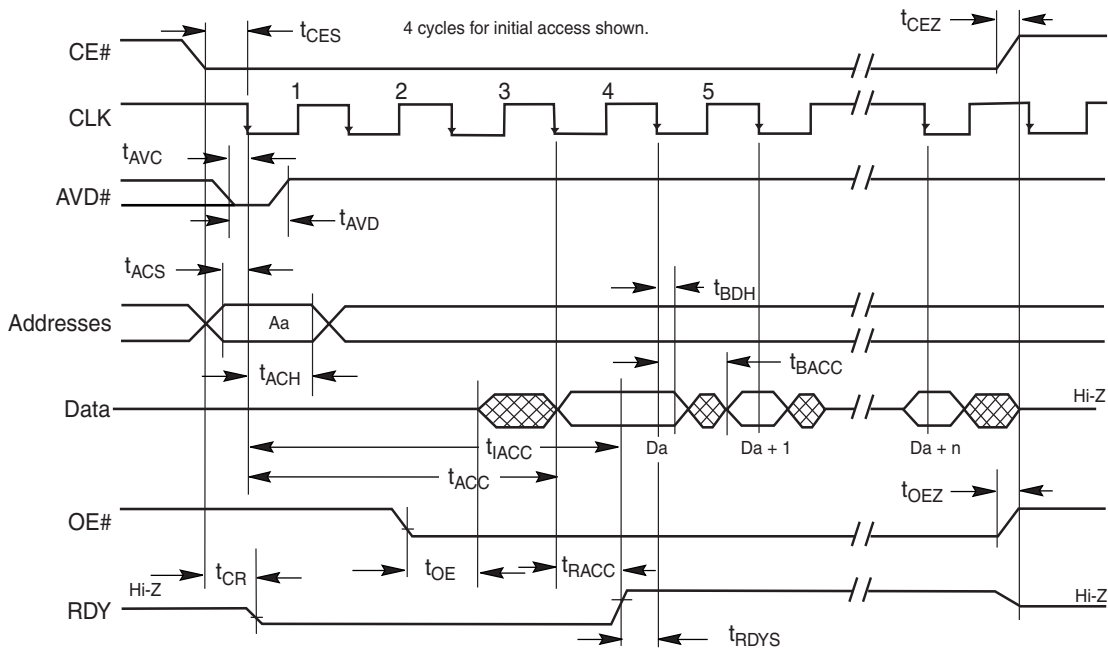 tCES
4 cycles for initial access shown.
tCEZ
CE#
1 2 3 4 5
CLK
tAVC
AVD#
tAVD
tACS
tBDH
Addresses
Aa
tACH
tBACC
Data
Hi-Z
tIACC
Da
Da + 1
Da + n
tACC
tOEZ
OE#
tCR
tOE
tRACC
Hi-Z
Hi-Z
RDY
tRDYS